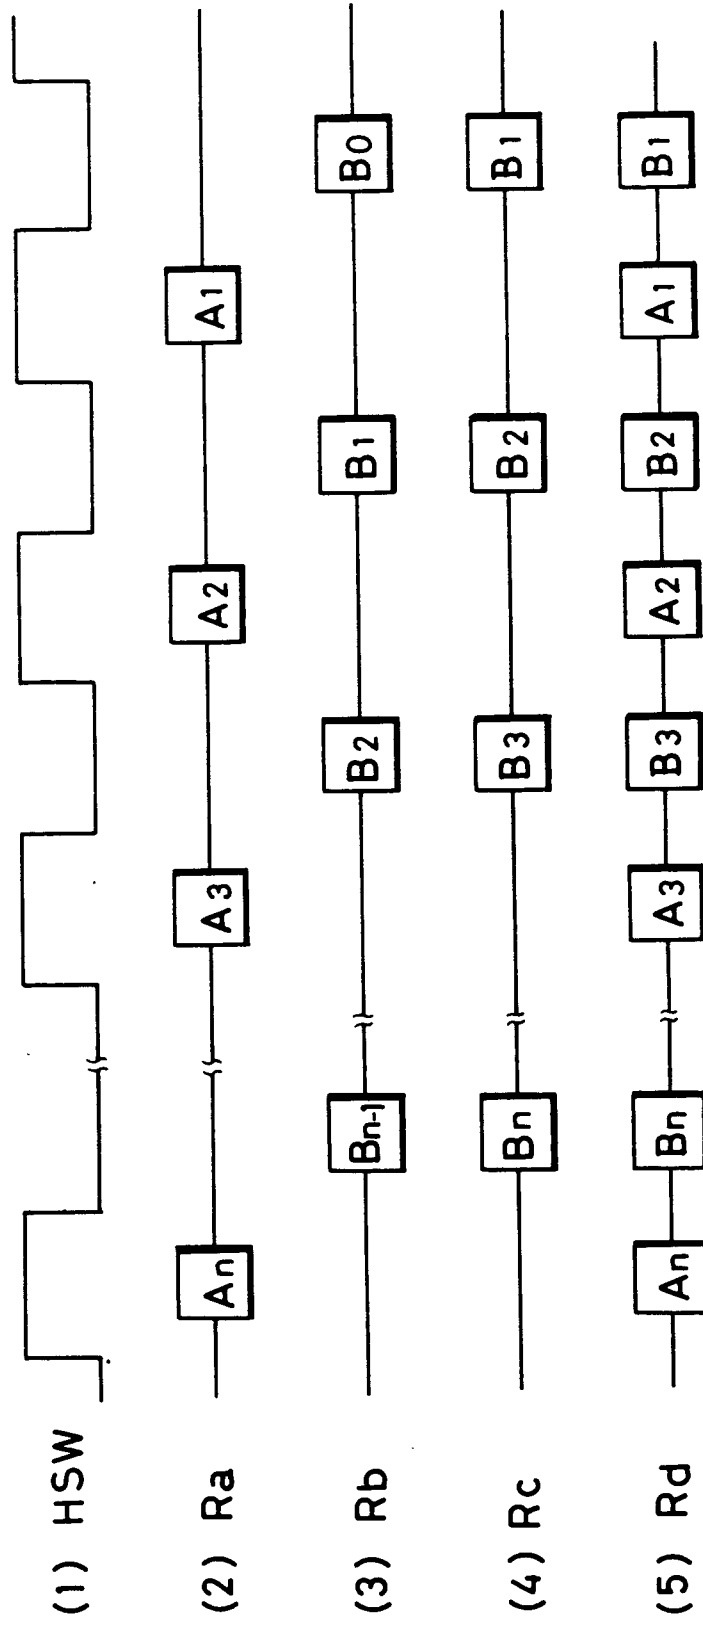 (1) HSW
(2) Ra An A3 A2 A1
(3) Rb Bn-1 B2 B1 B0
(4) Rc Bn B3 B2 B1
(5) Rd An Bn A3 B3 A2 B2 A1 B1